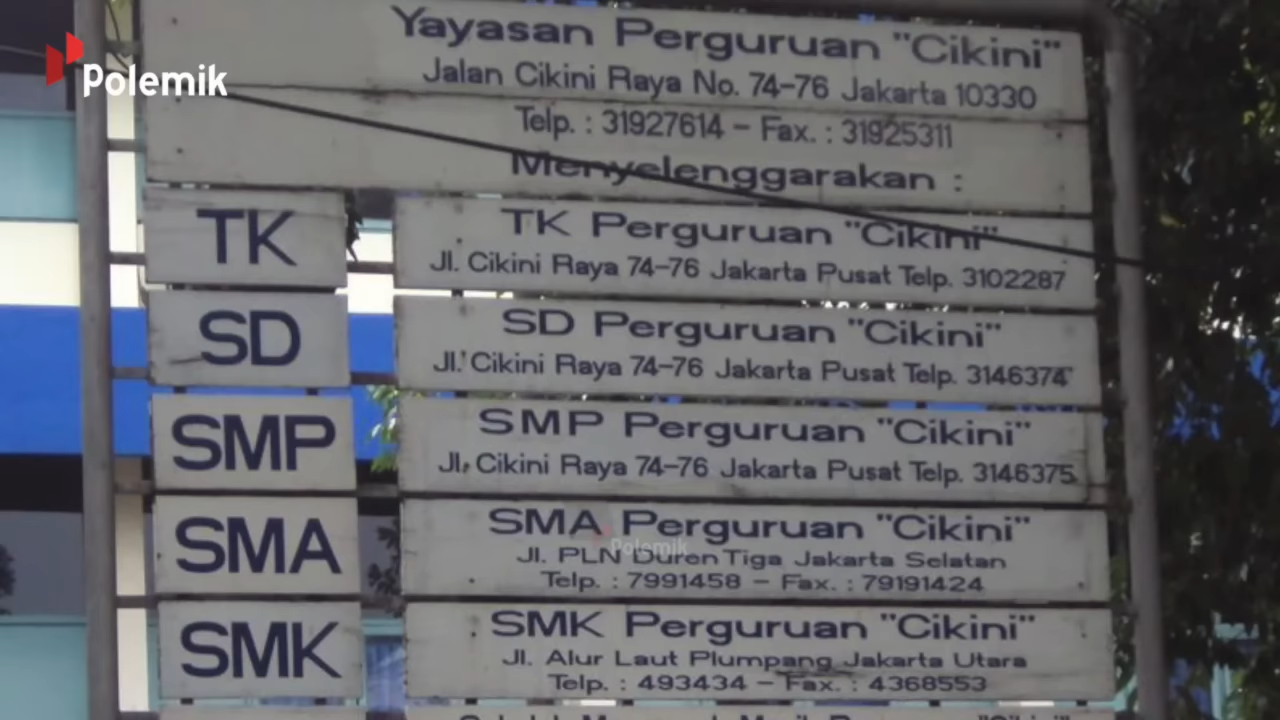 Polemik
Yayasan Perguruan "Cikini"
Jalan Cikini Raya No. 74-76 Jakarta 10330
Telp. : 31927614 - Fax. : 31925311
Menyelenggarakan :
TK
TK Perguruan "Cikini"
Jl. Cikini Raya 74-76 Jakarta Pusat Telp. 3102287
SD
SD Perguruan "Cikini"
Jl. Cikini Raya 74-76 Jakarta Pusat Telp. 3146374
SMP
SMP Perguruan "Cikini"
Jl. Cikini Raya 74-76 Jakarta Pusat Telp. 3146375
SMA
SMA Perguruan "Cikini"
Polemik
Jl. PLN Duren Tiga Jakarta Selatan
Telp. : 7991458 - Fax. : 79191424
SMK
SMK Perguruan "Cikini"
Jl. Alur Laut Plumpang Jakarta Utara
Telp. : 493434 - Fax. : 4368553
"Cikini"